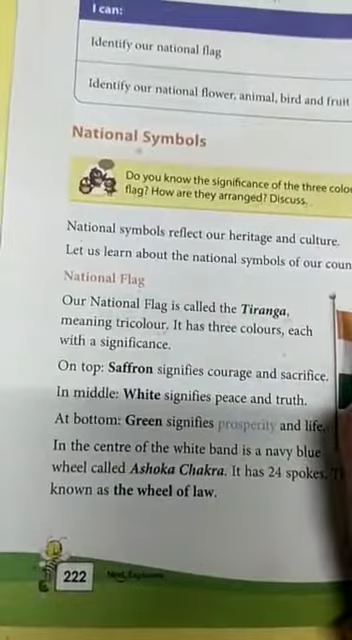 I can:
Identify our national flag
Identify our national flower, animal, bird and fruit
National Symbols
Do you know the significance of the three colo
flag? How are they arranged? Discuss.
National symbols reflect our heritage and culture.
Let us learn about the national symbols of our coun
National Flag
Our National Flag is called the Tiranga,
meaning tricolour. It has three colours, each
with a significance.
On top: Saffron signifies courage and sacrifice.
In middle: White signifies peace and truth.
At bottom: Green signifies prosperity and life.
In the centre of the white band is a navy blue
wheel called Ashoka Chakra. It has 24 spokes.
known as the wheel of law.
222